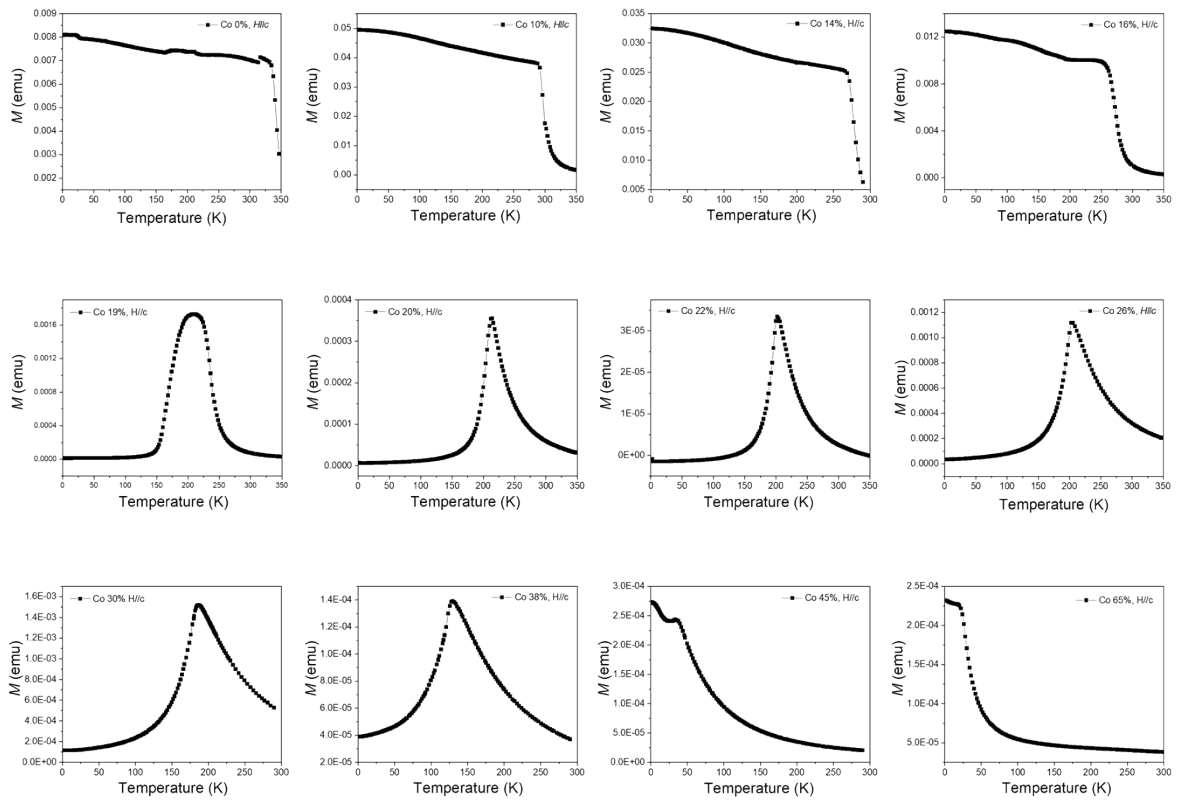 Co 0%, H||c
M (emu)
0.009
0.008
0.007
0.006
0.005
0.004
0.003
0.002
0 50 100 150 200 250 300 350
Temperature (K)
Co 10%, H||c
M (emu)
0.05
0.04
0.03
0.02
0.01
0.00
0 50 100 150 200 250 300 350
Temperature (K)
Co 14%, H//c
M (emu)
0.035
0.030
0.025
0.020
0.015
0.010
0.005
0 50 100 150 200 250 300
Temperature (K)
Co 16%, H//c
M (emu)
0.012
0.008
0.004
0.000
0 50 100 150 200 250 300 350
Temperature (K)
Co 19%, H//c
M (emu)
0.0016
0.0012
0.0008
0.0004
0.0000
0 50 100 150 200 250 300 350
Temperature (K)
Co 20%, H//c
M (emu)
0.0004
0.0003
0.0002
0.0001
0.0000
0 50 100 150 200 250 300 350
Temperature (K)
Co 22%, H//c
M (emu)
3E-05
2E-05
1E-05
0E+00
0 50 100 150 200 250 300 350
Temperature (K)
Co 26%, H||c
M (emu)
0.0012
0.0010
0.0008
0.0006
0.0004
0.0002
0.0000
0 50 100 150 200 250 300 350
Temperature (K)
Co 30% H//c
M (emu)
1.6E-03
1.4E-03
1.2E-03
1.0E-03
8.0E-04
6.0E-04
4.0E-04
2.0E-04
0.0E+00
0 50 100 150 200 250 300
Temperature (K)
Co 38%, H//c
M (emu)
1.4E-04
1.2E-04
1.0E-04
8.0E-05
6.0E-05
4.0E-05
2.0E-05
0 50 100 150 200 250 300
Temperature (K)
Co 45%, H//c
M (emu)
3.0E-04
2.5E-04
2.0E-04
1.5E-04
1.0E-04
5.0E-05
0.0E+00
0 50 100 150 200 250 300
Temperature (K)
Co 65%, H//c
M (emu)
2.5E-04
2.0E-04
1.5E-04
1.0E-04
5.0E-05
0 50 100 150 200 250 300
Temperature (K)